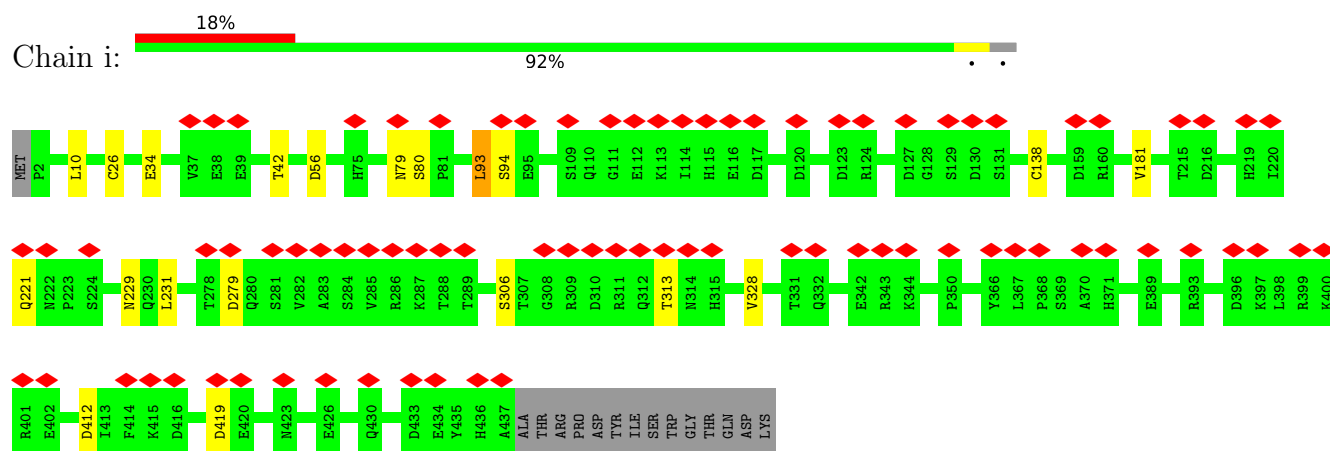 18%
Chain i:
92%
MET P2 L10 C26 E34 V37 E38 E39 T42 D56 H75 N79 S80 P81 L93 S94 E95 S109 Q110 G111 E112 K113 I114 H115 E116 D117 D120 D123 R124 D127 G128 S129 D130 S131 C138 D159 R160 V181 T215 D216 H219 I220
Q221 N222 P223 S224 N229 Q230 L231 T278 D279 Q280 S281 V282 A283 S284 V285 R286 K287 T288 T289 S306 T307 G308 R309 D310 R311 Q312 T313 N314 H315 V328 T331 Q332 E342 R343 K344 P350 Y366 L367 P368 S369 A370 H371 E389 R393 D396 K397 L398 R399 K400
R401 E402 D412 I413 F414 K415 D416 D419 E420 N423 E426 Q430 D433 E434 Y435 H436 A437 ALA THR ARG PRO ASP TYR ILE SER TRP GLY THR THR GLN ASP LYS